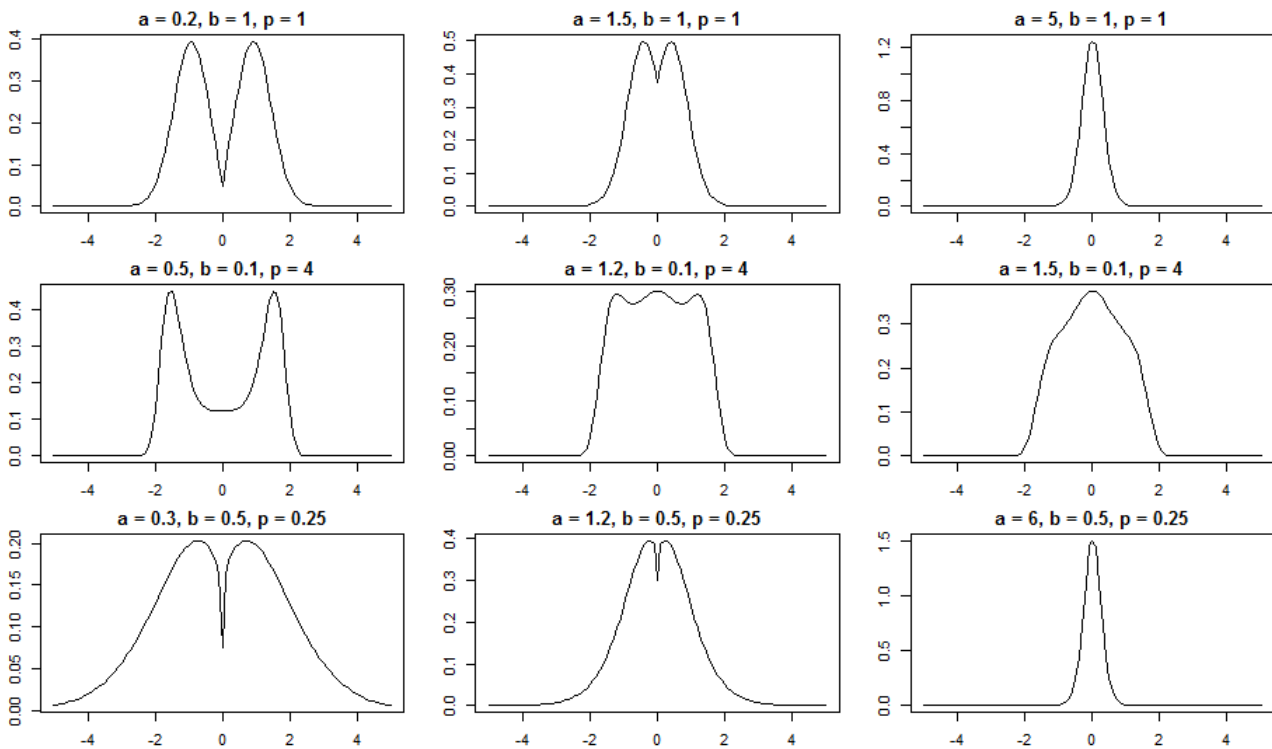 a = 0.2, b = 1, p = 1
0.0 0.1 0.2 0.3 0.4
-4 -2 0 2 4
a = 1.5, b = 1, p = 1
0.0 0.1 0.2 0.3 0.4 0.5
-4 -2 0 2 4
a = 5, b = 1, p = 1
0.0 0.4 0.8 1.2
-4 -2 0 2 4
a = 0.5, b = 0.1, p = 4
0.0 0.1 0.2 0.3 0.4
-4 -2 0 2 4
a = 1.2, b = 0.1, p = 4
0.00 0.10 0.20 0.30
-4 -2 0 2 4
a = 1.5, b = 0.1, p = 4
0.0 0.1 0.2 0.3
-4 -2 0 2 4
a = 0.3, b = 0.5, p = 0.25
0.00 0.05 0.10 0.15 0.20
-4 -2 0 2 4
a = 1.2, b = 0.5, p = 0.25
0.0 0.1 0.2 0.3 0.4
-4 -2 0 2 4
a = 6, b = 0.5, p = 0.25
0.0 0.5 1.0 1.5
-4 -2 0 2 4